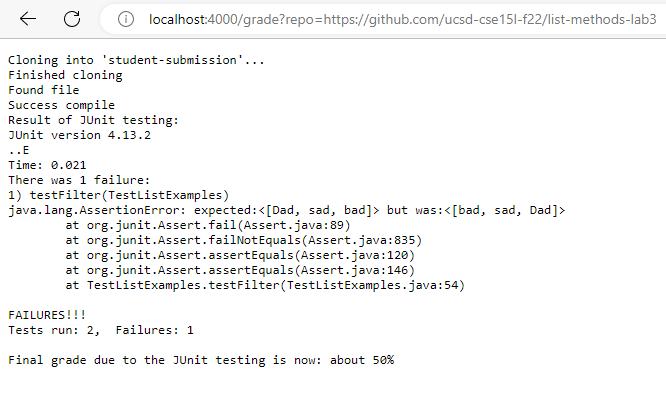 localhost:4000/grade?repo=https://github.com/ucsd-cse15l-f22/list-methods-lab3
Cloning into 'student-submission'...
Finished cloning
Found file
Success compile
Result of JUnit testing:
JUnit version 4.13.2
..E
Time: 0.021
There was 1 failure:
1) testFilter(TestListExamples)
java.lang.AssertionError: expected:<[Dad, sad, bad]> but was:<[bad, sad, Dad]>
        at org.junit.Assert.fail(Assert.java:89)
        at org.junit.Assert.failNotEquals(Assert.java:835)
        at org.junit.Assert.assertEquals(Assert.java:120)
        at org.junit.Assert.assertEquals(Assert.java:146)
        at TestListExamples.testFilter(TestListExamples.java:54)
FAILURES!!!
Tests run: 2,  Failures: 1
Final grade due to the JUnit testing is now: about 50%